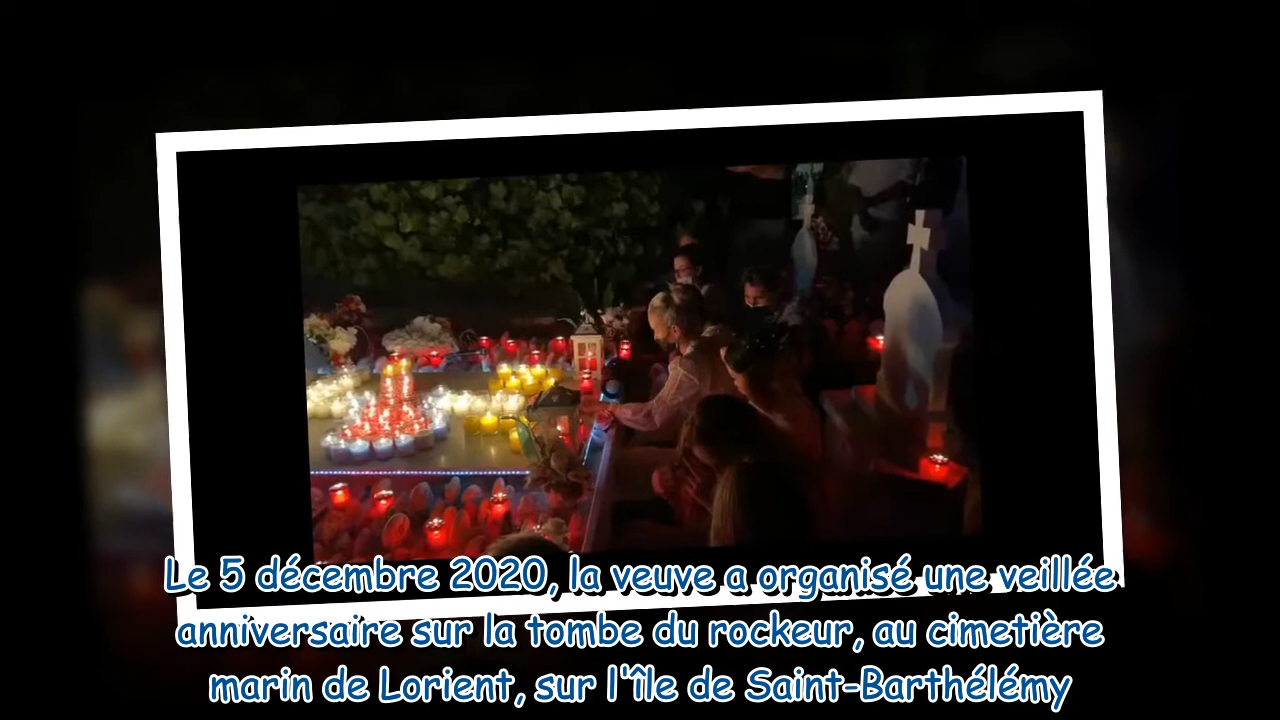 Le 5 décembre 2020, la veuve a organisé une veillée
anniversaire sur la tombe du rockeur, au cimetière
marin de Lorient, sur l'île de Saint-Barthélémy